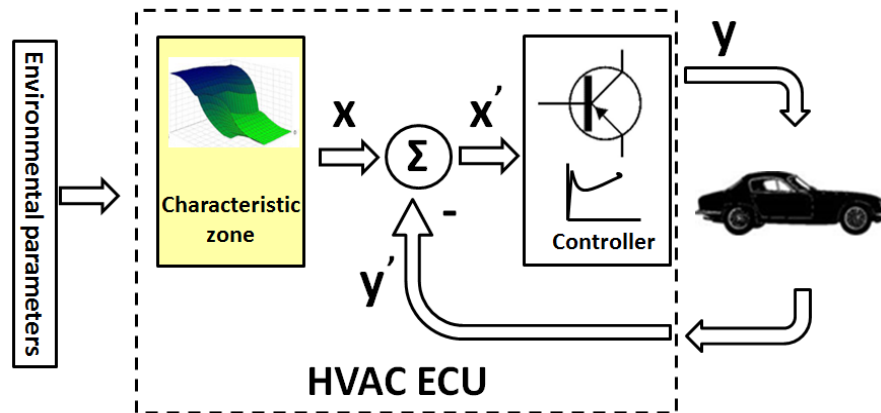 Environmental parameters
Characteristic
zone
x
Σ
x’
-
y’
Controller
y
HVAC ECU